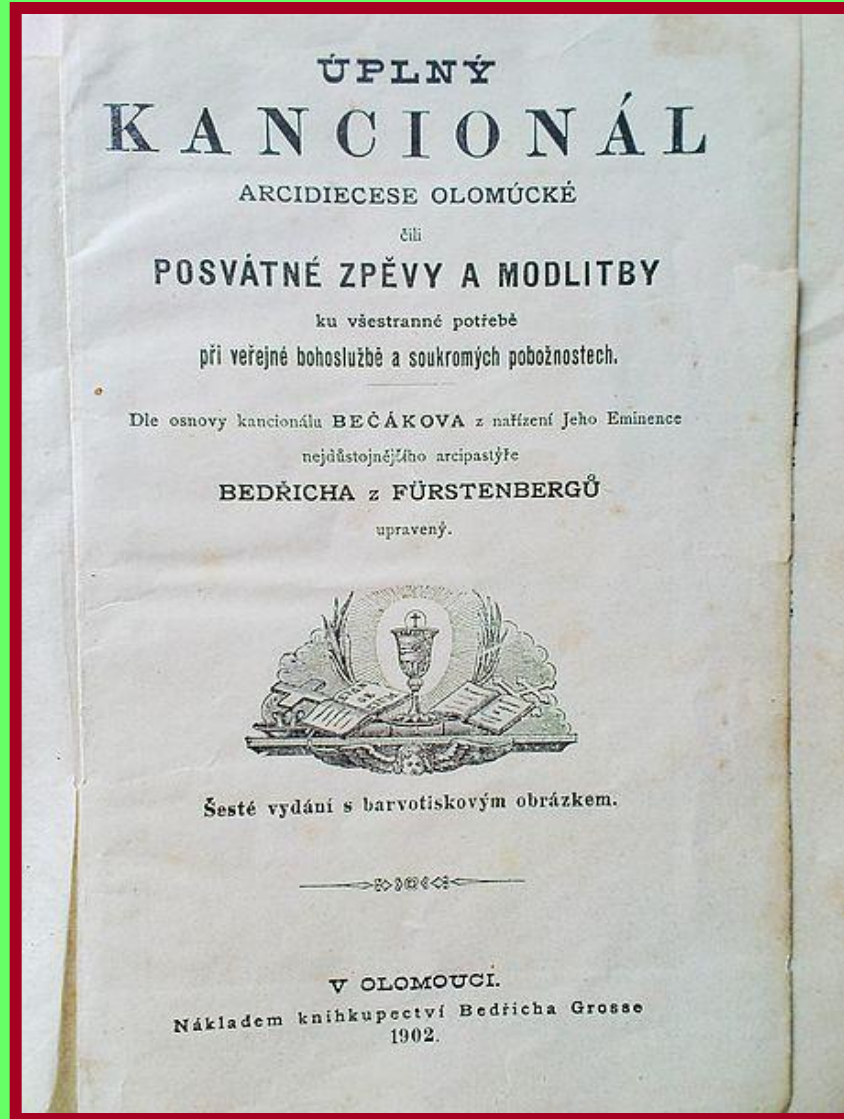 ÚPLNÝ
KANCIONÁL
ARCIDIECESE OLOMÚCKÉ
čili
POSVÁTNÉ ZPĚVY A MODLITBY
ku všestranné potřebě
při veřejné bohoslužbě a soukromých pobožnostech.
Dle osnovy kancionálu BEČÁKOVA z nařízení Jeho Eminence
nejdůstojnějšího arcipastýře
BEDŘICHA z FÜRSTENBERGŮ
upravený.
Šesté vydání s barvotiskovým obrázkem.
V OLOMOUCI.
Nákladem knihkupectví Bedřicha Grosse
1902.